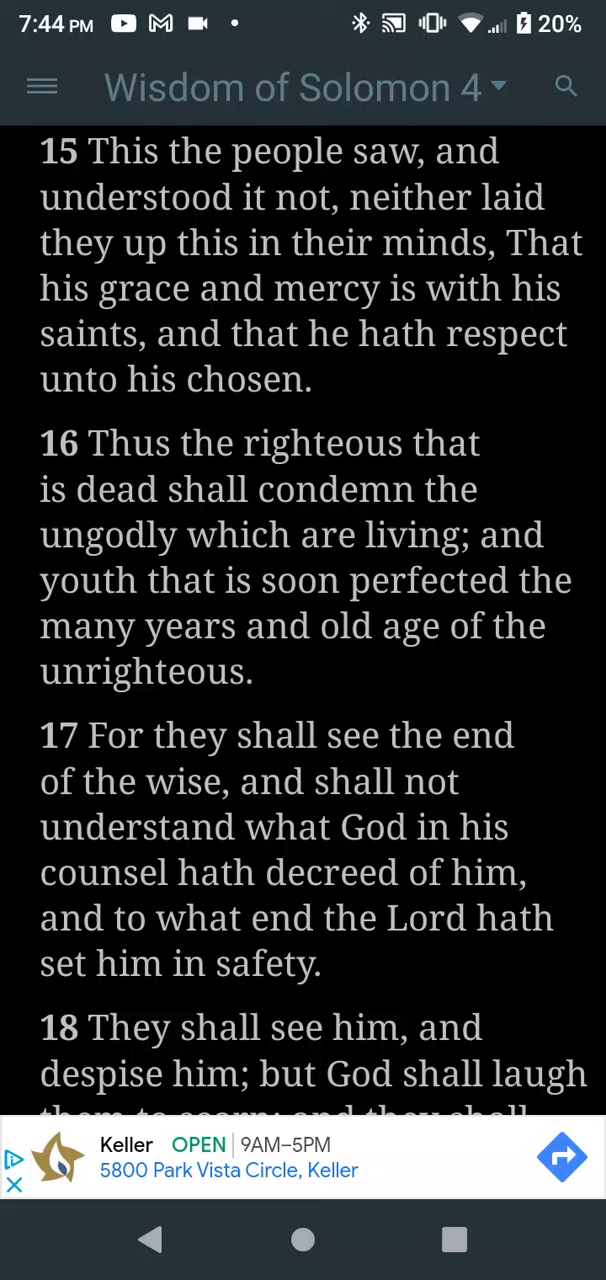 7:44 PM 20%
Wisdom of Solomon 4
15 This the people saw, and
understood it not, neither laid
they up this in their minds, That
his grace and mercy is with his
saints, and that he hath respect
unto his chosen.
16 Thus the righteous that
is dead shall condemn the
ungodly which are living; and
youth that is soon perfected the
many years and old age of the
unrighteous.
17 For they shall see the end
of the wise, and shall not
understand what God in his
counsel hath decreed of him,
and to what end the Lord hath
set him in safety.
18 They shall see him, and
despise him; but God shall laugh
them to scorn: and they shall
Keller OPEN 9AM–5PM
5800 Park Vista Circle, Keller